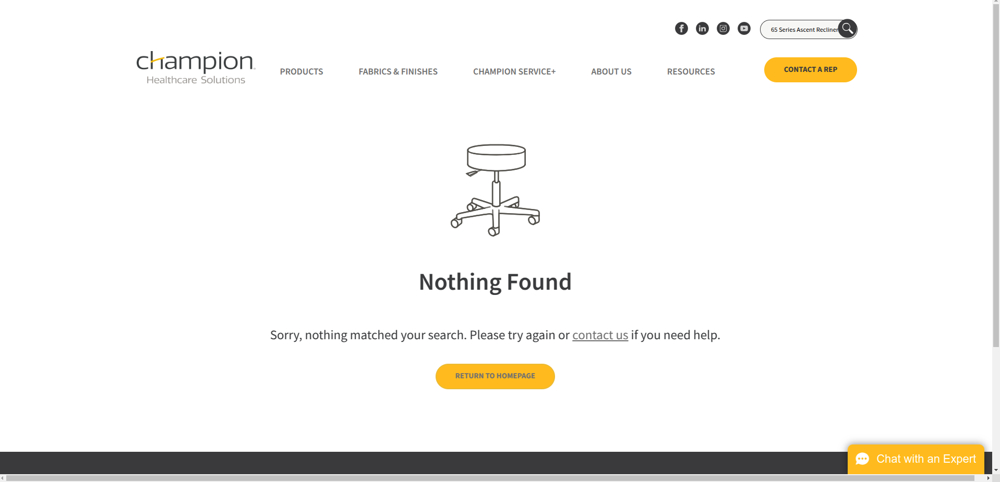 65 Series Ascent Recliner
champion
Healthcare Solutions
PRODUCTS
FABRICS & FINISHES
CHAMPION SERVICE+
ABOUT US
RESOURCES
CONTACT A REP
Nothing Found
Sorry, nothing matched your search. Please try again or contact us if you need help.
RETURN TO HOMEPAGE
Chat with an Expert